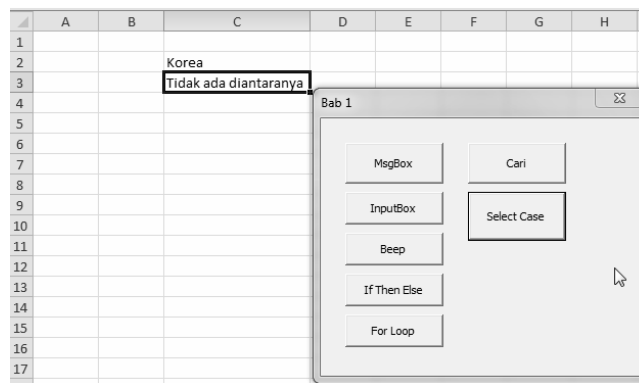 A B C D E F G H
1
2 Korea
3 Tidak ada diantaranya
4
5
6
7
8
9
10
11
12
13
14
15
16
17
Bab 1
MsgBox Cari
InputBox Select Case
Beep
If Then Else
For Loop